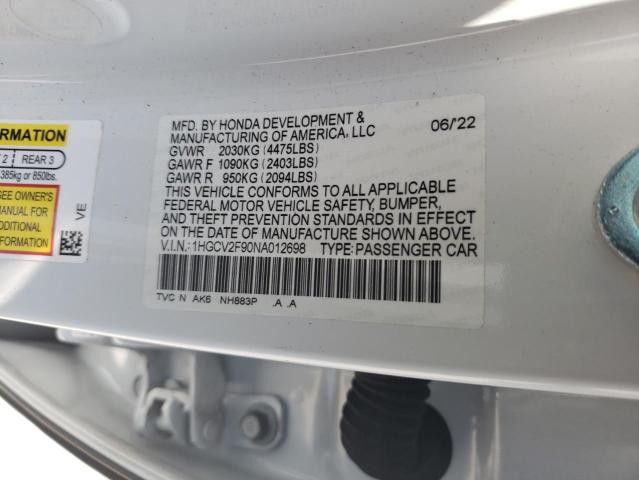 ORMATION
2 REAR 3
385kg or 850lbs.
SEE OWNER'S
MANUAL FOR
ADDITIONAL
NFORMATION
VE
MFD. BY HONDA DEVELOPMENT & 06/'22
MANUFACTURING OF AMERICA, LLC
GVWR 2030KG (4475LBS)
GAWR F 1090KG (2403LBS)
GAWR R 950KG (2094LBS)
THIS VEHICLE CONFORMS TO ALL APPLICABLE
FEDERAL MOTOR VEHICLE SAFETY, BUMPER,
AND THEFT PREVENTION STANDARDS IN EFFECT
ON THE DATE OF MANUFACTURE SHOWN ABOVE.
V.I.N.:1HGCV2F90NA012698 TYPE:PASSENGER CAR
TVC N AK6 NH883P .A .A